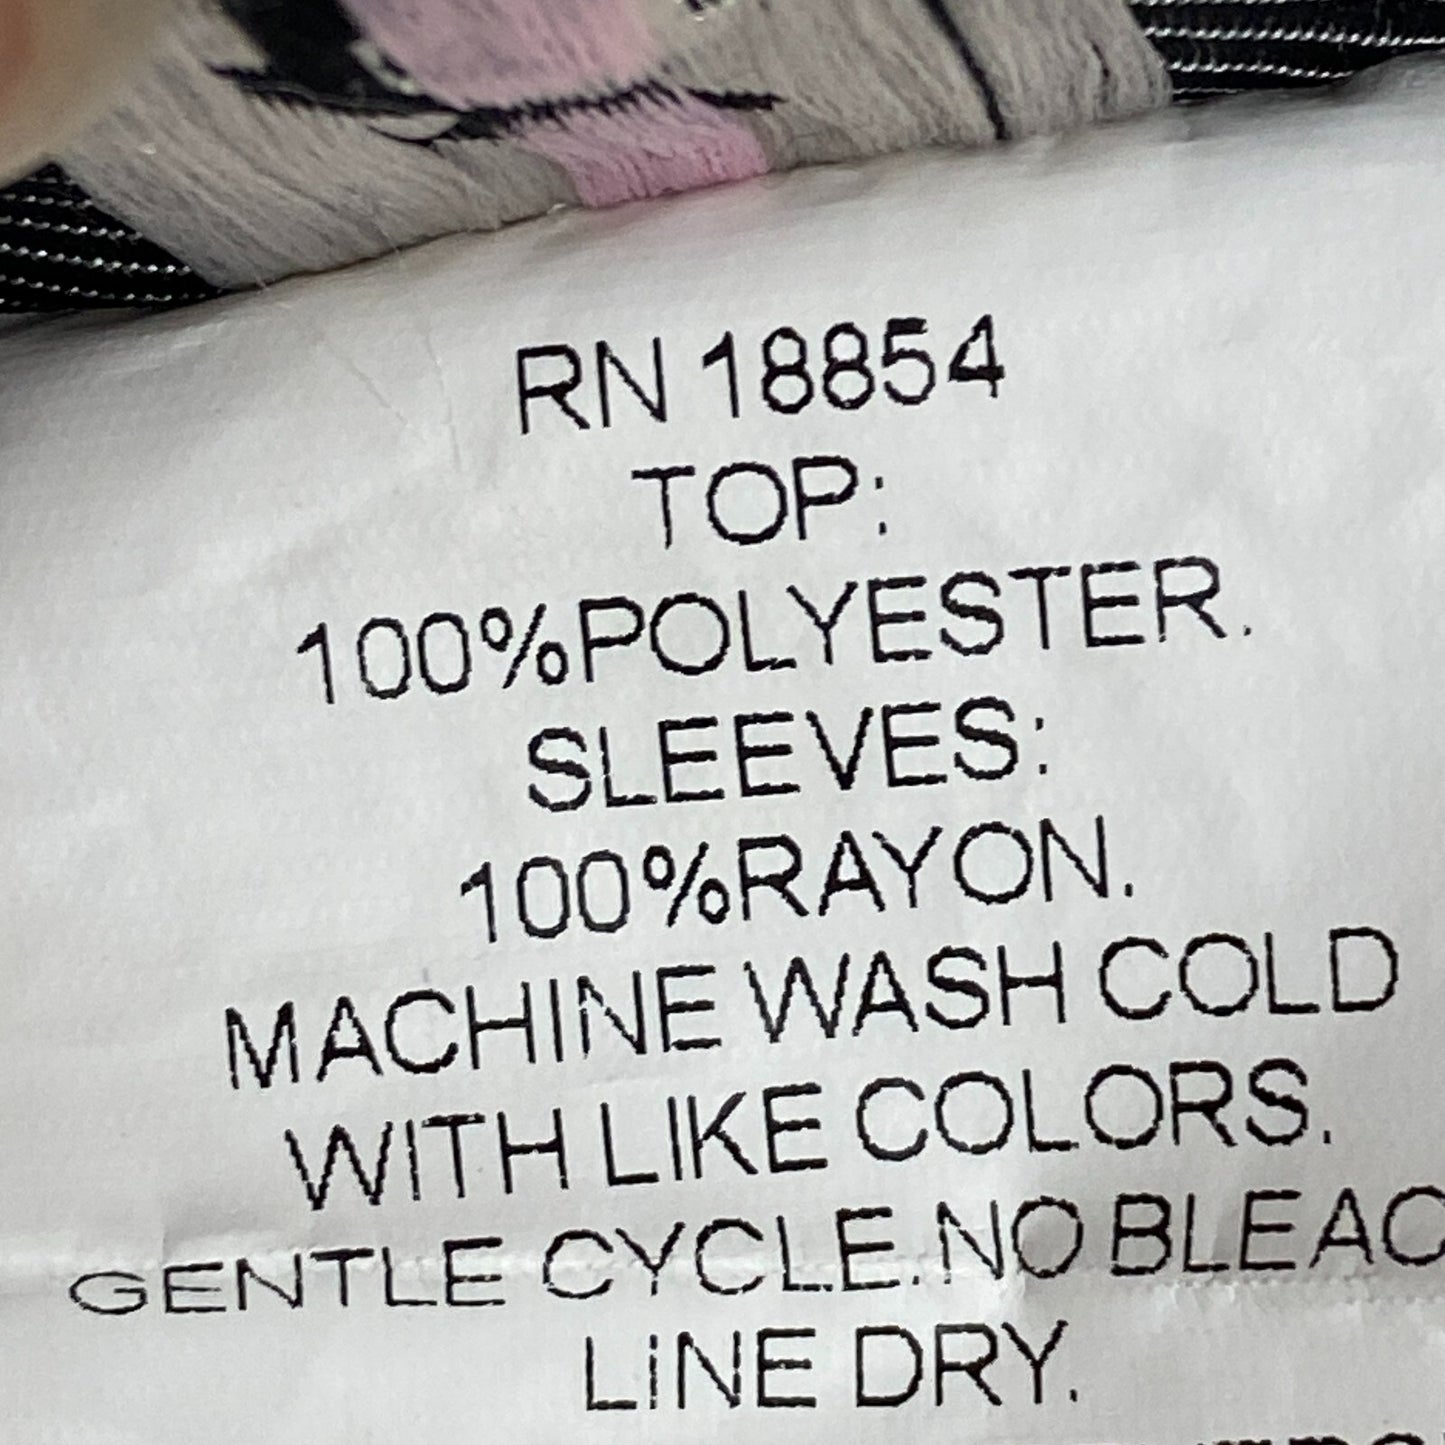 RN 18854
TOP:
100%POLYESTER.
SLEEVES:
100%RAYON.
MACHINE WASH COLD
WITH LIKE COLORS.
GENTLE CYCLE.NO BLEAC
LINE DRY.